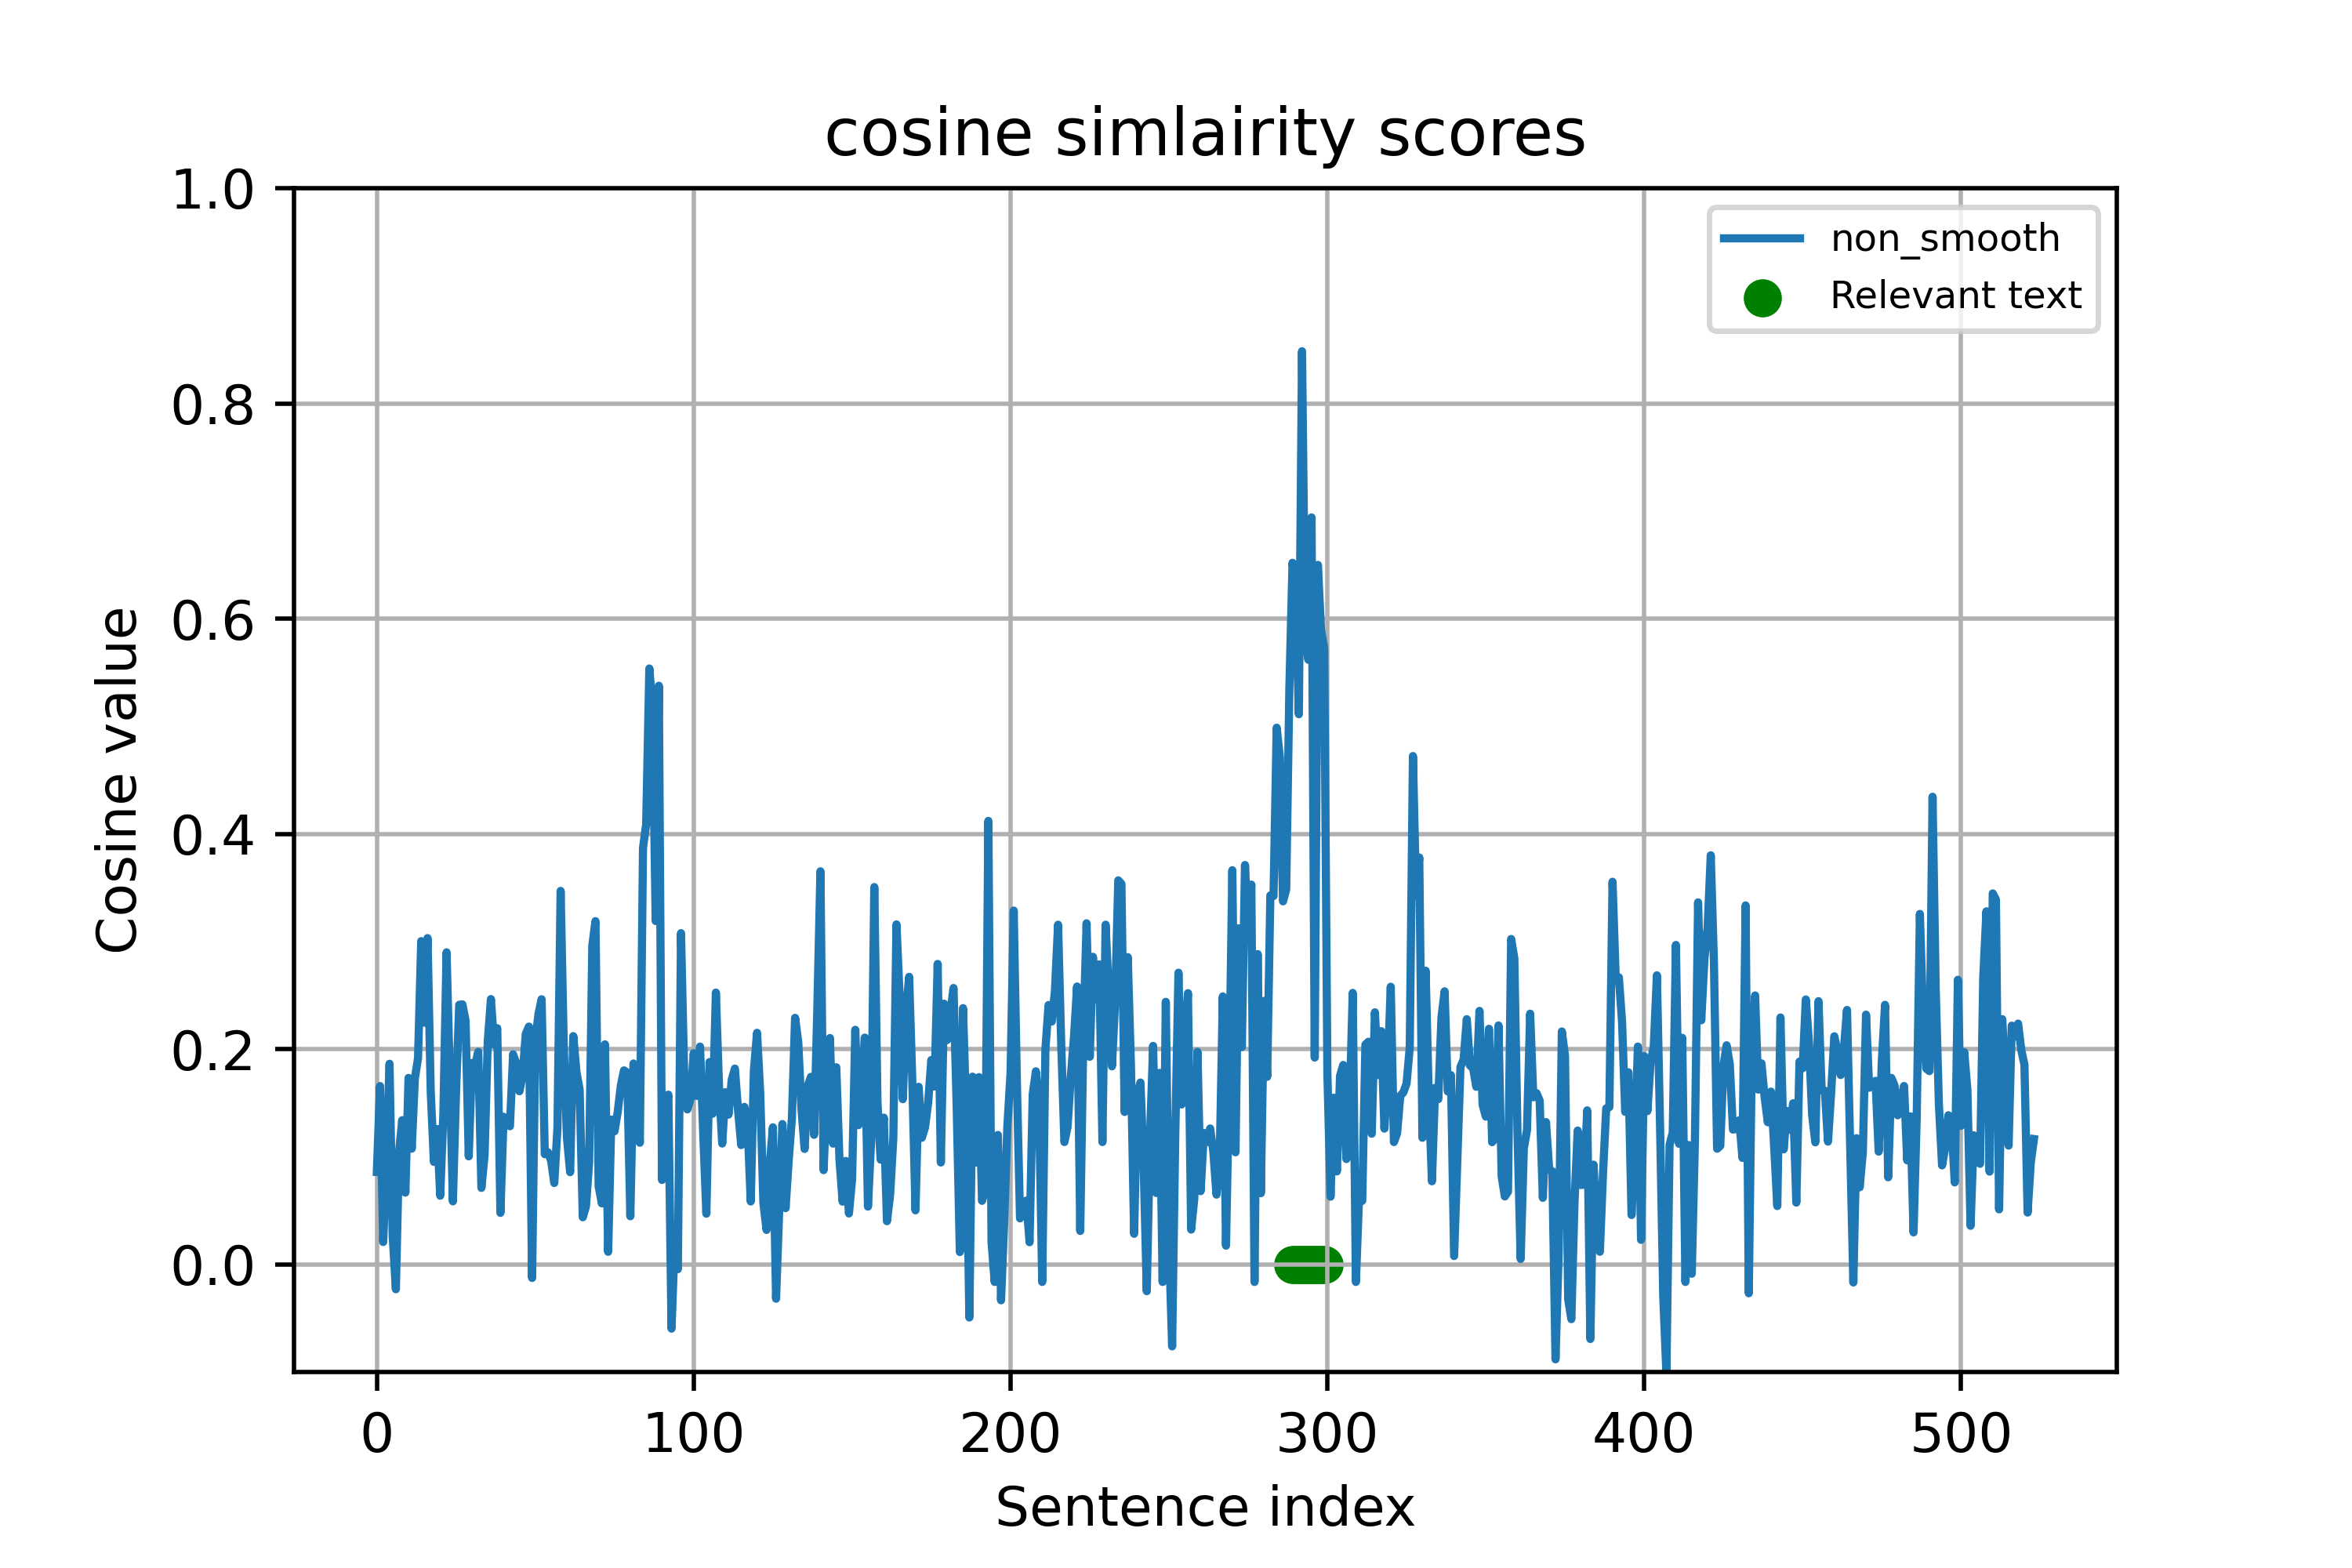 cosine simlairity scores
1.0
0.8
0.6
0.4
0.2
0.0
Cosine value
non_smooth
Relevant text
0 100 200 300 400 500
Sentence index